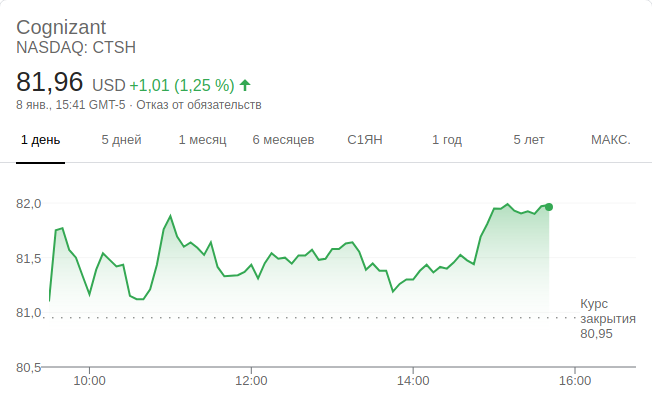 Cognizant
NASDAQ: CTSH
81,96 USD +1,01 (1,25 %)
8 янв., 15:41 GMT-5 · Отказ от обязательств
1 день 5 дней 1 месяц 6 месяцев С1ЯН 1 год 5 лет МАКС.
82,0
81,5
81,0
80,5
Курс
закрытия
80,95
10:00 12:00 14:00 16:00